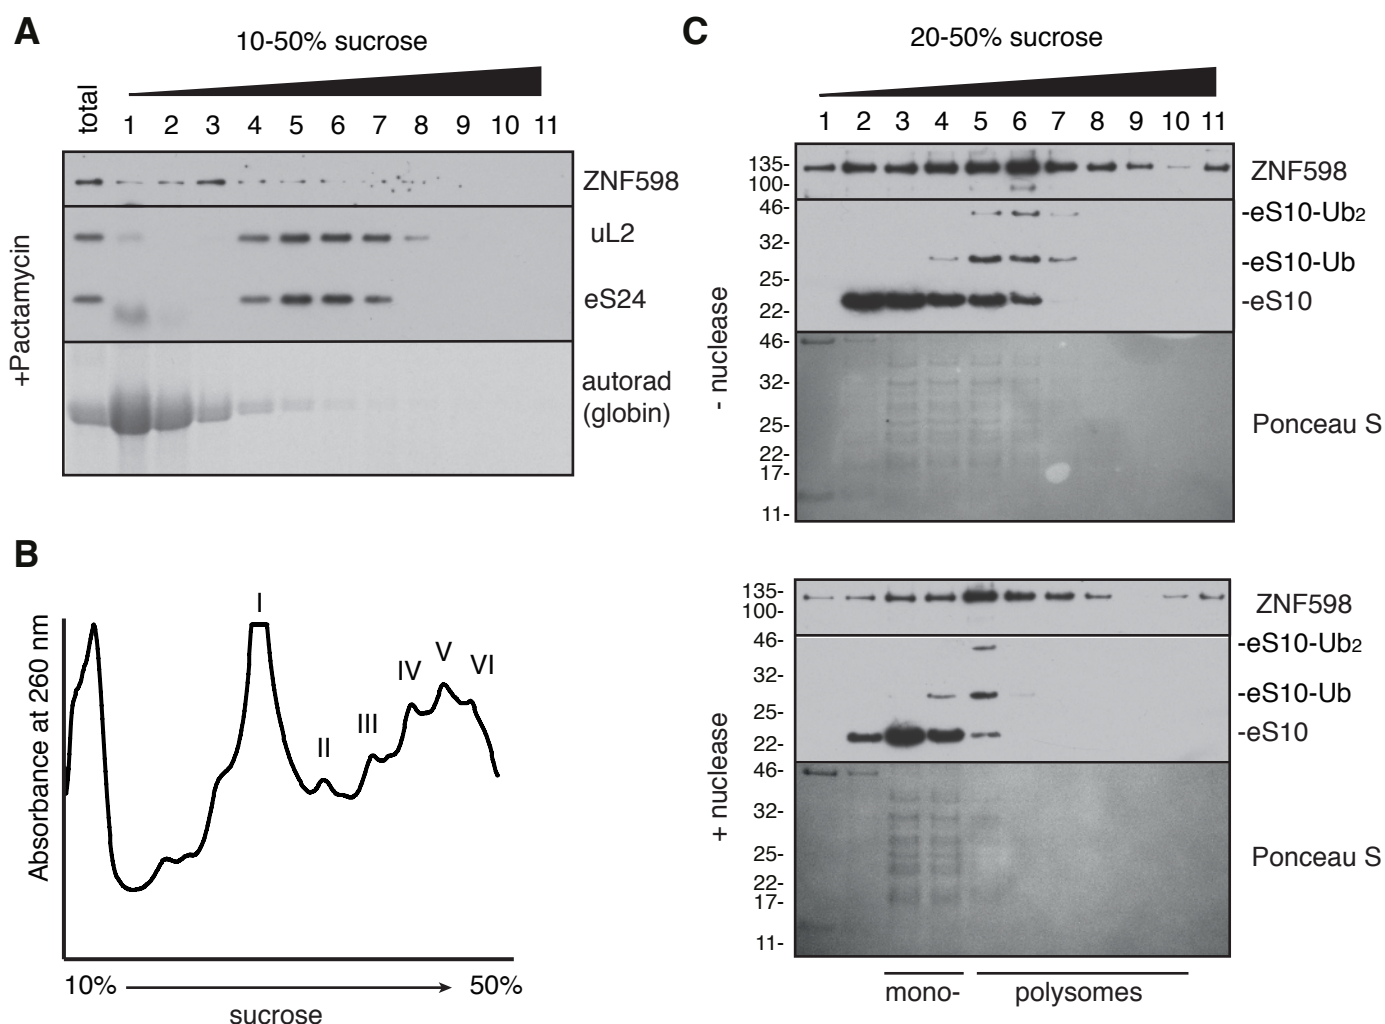 A
10-50% sucrose
total 1 2 3 4 5 6 7 8 9 10 11
+Pactamycin
ZNF598
uL2
eS24
autorad
(globin)
B
Absorbance at 260 nm
I
II
III
IV
V
VI
10%
50%
sucrose
C
20-50% sucrose
1 2 3 4 5 6 7 8 9 10 11
- nuclease
135-
100-
ZNF598
46-
32-
25-
22-
-eS10-Ub2
-eS10-Ub
-eS10
46-
32-
25-
22-
17-
11-
Ponceau S
+ nuclease
135-
100-
ZNF598
46-
32-
25-
22-
-eS10-Ub2
-eS10-Ub
-eS10
46-
32-
25-
22-
17-
11-
Ponceau S
mono-
polysomes